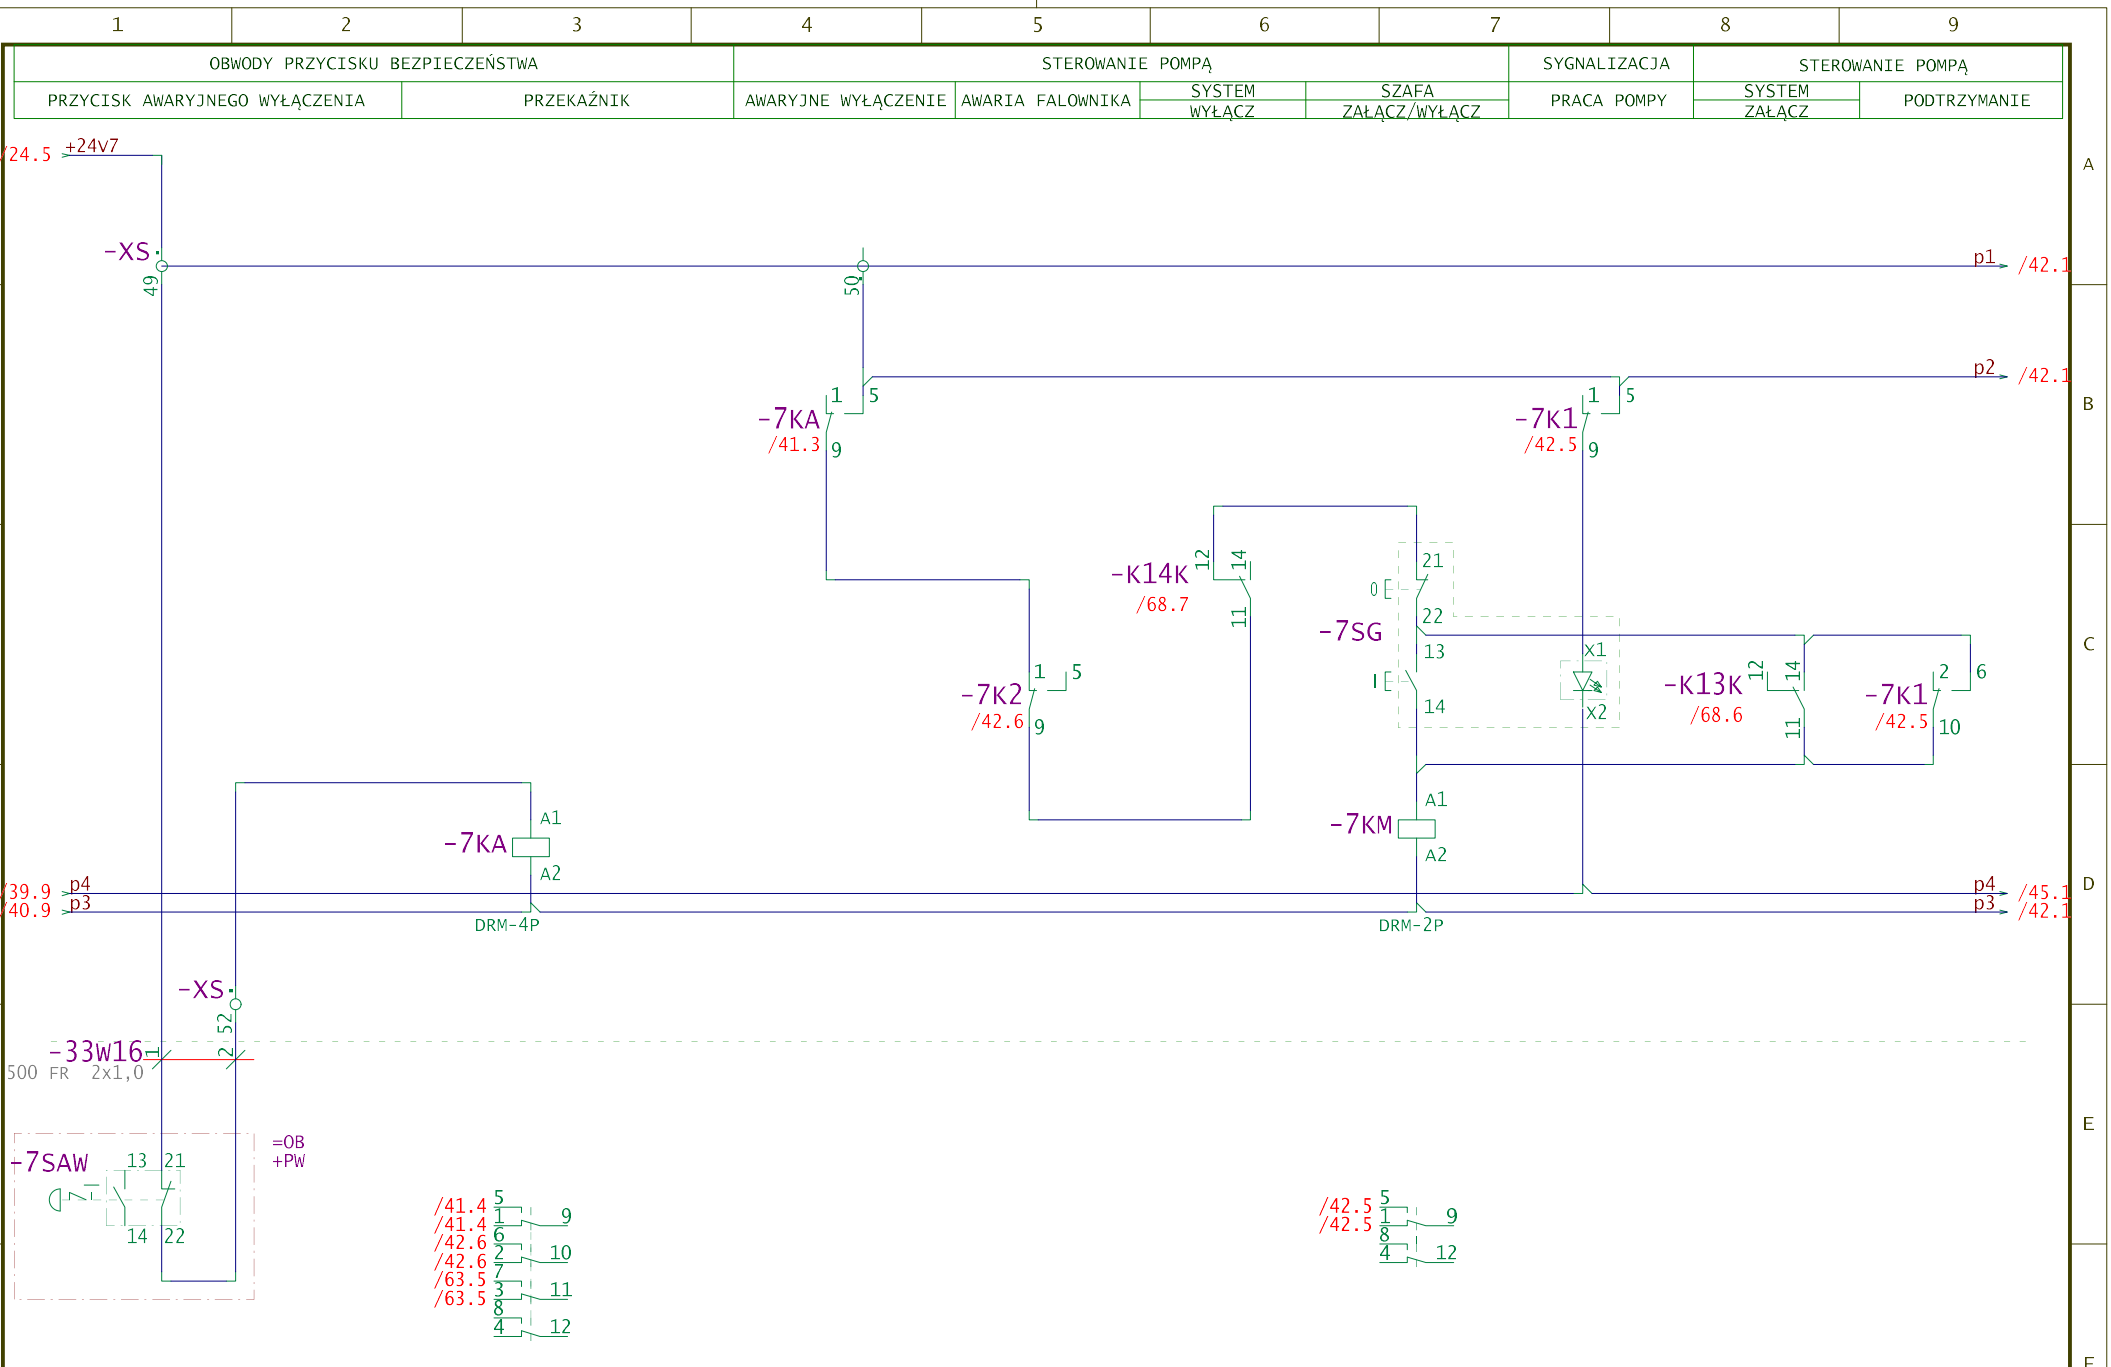 1 2 3 4 5 6 7 8 9
OBWODY PRZYCISKU BEZPIECZEŃSTWA STEROWANIE POMPĄ SYGNALIZACJA STEROWANIE POMPĄ
PRZYCISK AWARYJNEGO WYŁĄCZENIA PRZEKAŹNIK AWARYJNE WYŁĄCZENIE AWARIA FALOWNIKA SYSTEM SZAFA PRACA POMPY SYSTEM PODTRZYMANIE
WYŁĄCZ ZAŁĄCZ/WYŁĄCZ ZAŁĄCZ
/24.5 +24V7
A
-XS
49
50
p1 /42.1
p2 /42.1
B
1 5
-7KA
/41.3 9
1 5
-7K1
/42.5 9
12 14
-K14K
/68.7
11
21
0
22
-7SG
13
I
14
C
X1
X2
1 5
-7K2
/42.6 9
12 14
-K13K
/68.6
11
2 6
-7K1
/42.5 10
A1
-7KA
A2
A1
-7KM
A2
/39.9 p4 p4 /45.1
/40.9 p3 p3 /42.1
D
DRM-4P DRM-2P
-XS
52
-33W16 1 2
500 FR 2x1,0
E
=OB
+PW
-7SAW 13 21
14 22
/41.4 5
/41.4 1 9
/42.6 6
/42.6 2 10
/63.5 7
/63.5 3 11
8
4 12
/42.5 5
/42.5 1 9
8
4 12
F